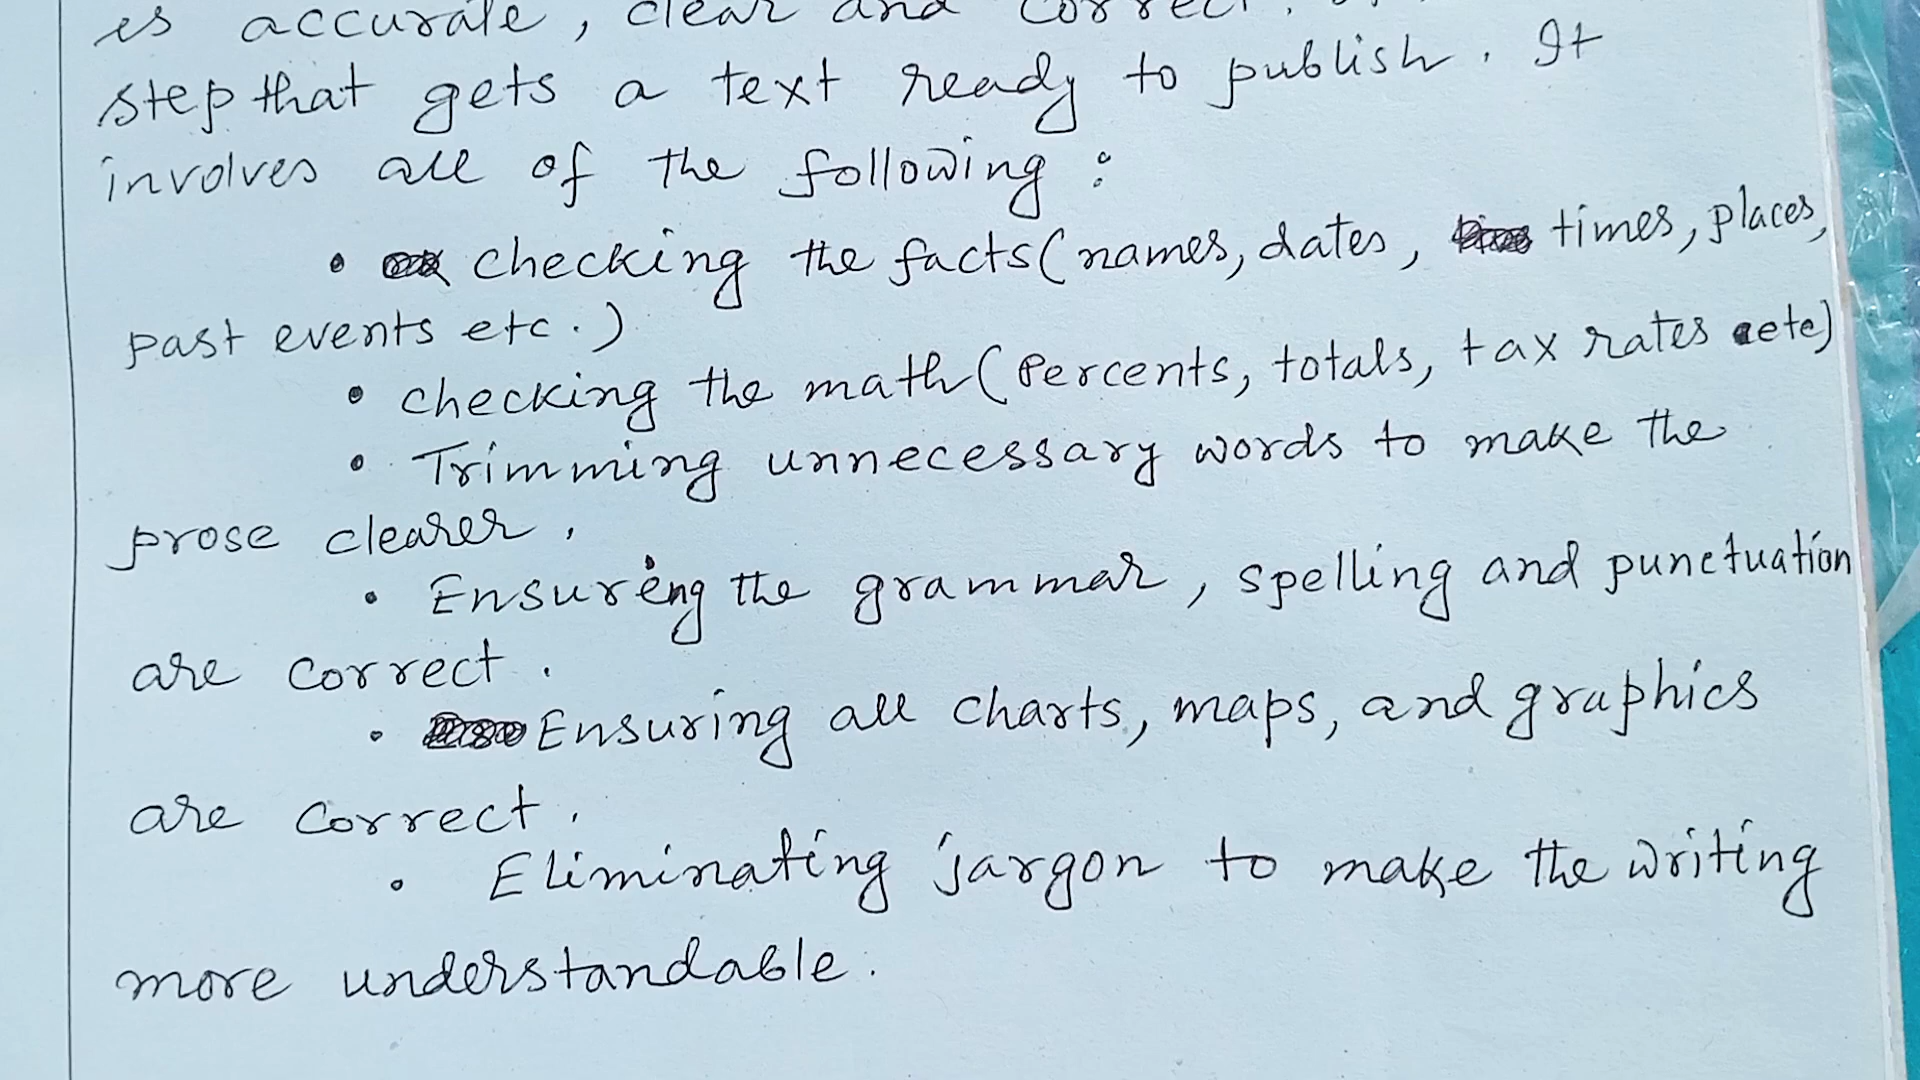 is accurate, clear and correct.
step that gets a text ready to publish. It
involves all of the following :
• checking the facts (names, dates, times, places,
past events etc.)
• checking the math (Percents, totals, tax rates etc)
• Trimming unnecessary words to make the
prose clearer.
• Ensuring the grammar, spelling and punctuation
are correct.
• Ensuring all charts, maps, and graphics
are correct.
• Eliminating jargon to make the writing
more understandable.